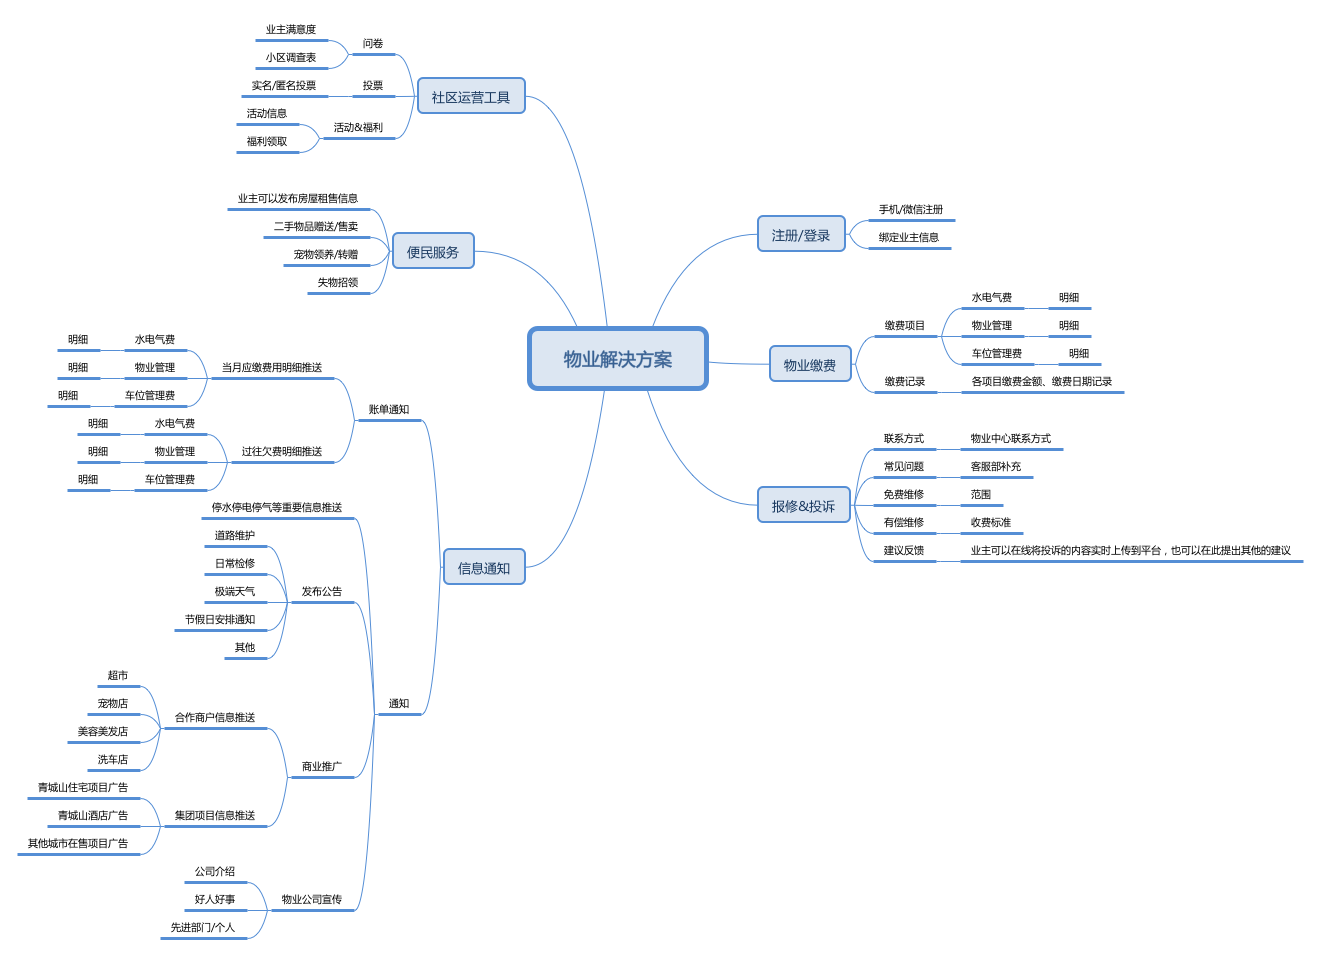 物业解决方案
注册/登录
手机/微信注册
绑定业主信息
物业缴费
缴费项目
水电气费
明细
物业管理
明细
车位管理费
明细
缴费记录
各项目缴费金额、缴费日期记录
报修&投诉
联系方式
物业中心联系方式
常见问题
客服部补充
免费维修
范围
有偿维修
收费标准
建议反馈
业主可以在线将投诉的内容实时上传到平台，也可以在此提出其他的建议
社区运营工具
问卷
业主满意度
小区调查表
投票
实名/匿名投票
活动&福利
活动信息
福利领取
便民服务
业主可以发布房屋租售信息
二手物品赠送/售卖
宠物领养/转赠
失物招领
信息通知
账单通知
当月应缴费用明细推送
水电气费
明细
物业管理
明细
车位管理费
明细
过往欠费明细推送
水电气费
明细
物业管理
明细
车位管理费
明细
通知
停水停电停气等重要信息推送
发布公告
道路维护
日常检修
极端天气
节假日安排通知
其他
商业推广
合作商户信息推送
超市
宠物店
美容美发店
洗车店
集团项目信息推送
青城山住宅项目广告
青城山酒店广告
其他城市在售项目广告
物业公司宣传
公司介绍
好人好事
先进部门/个人